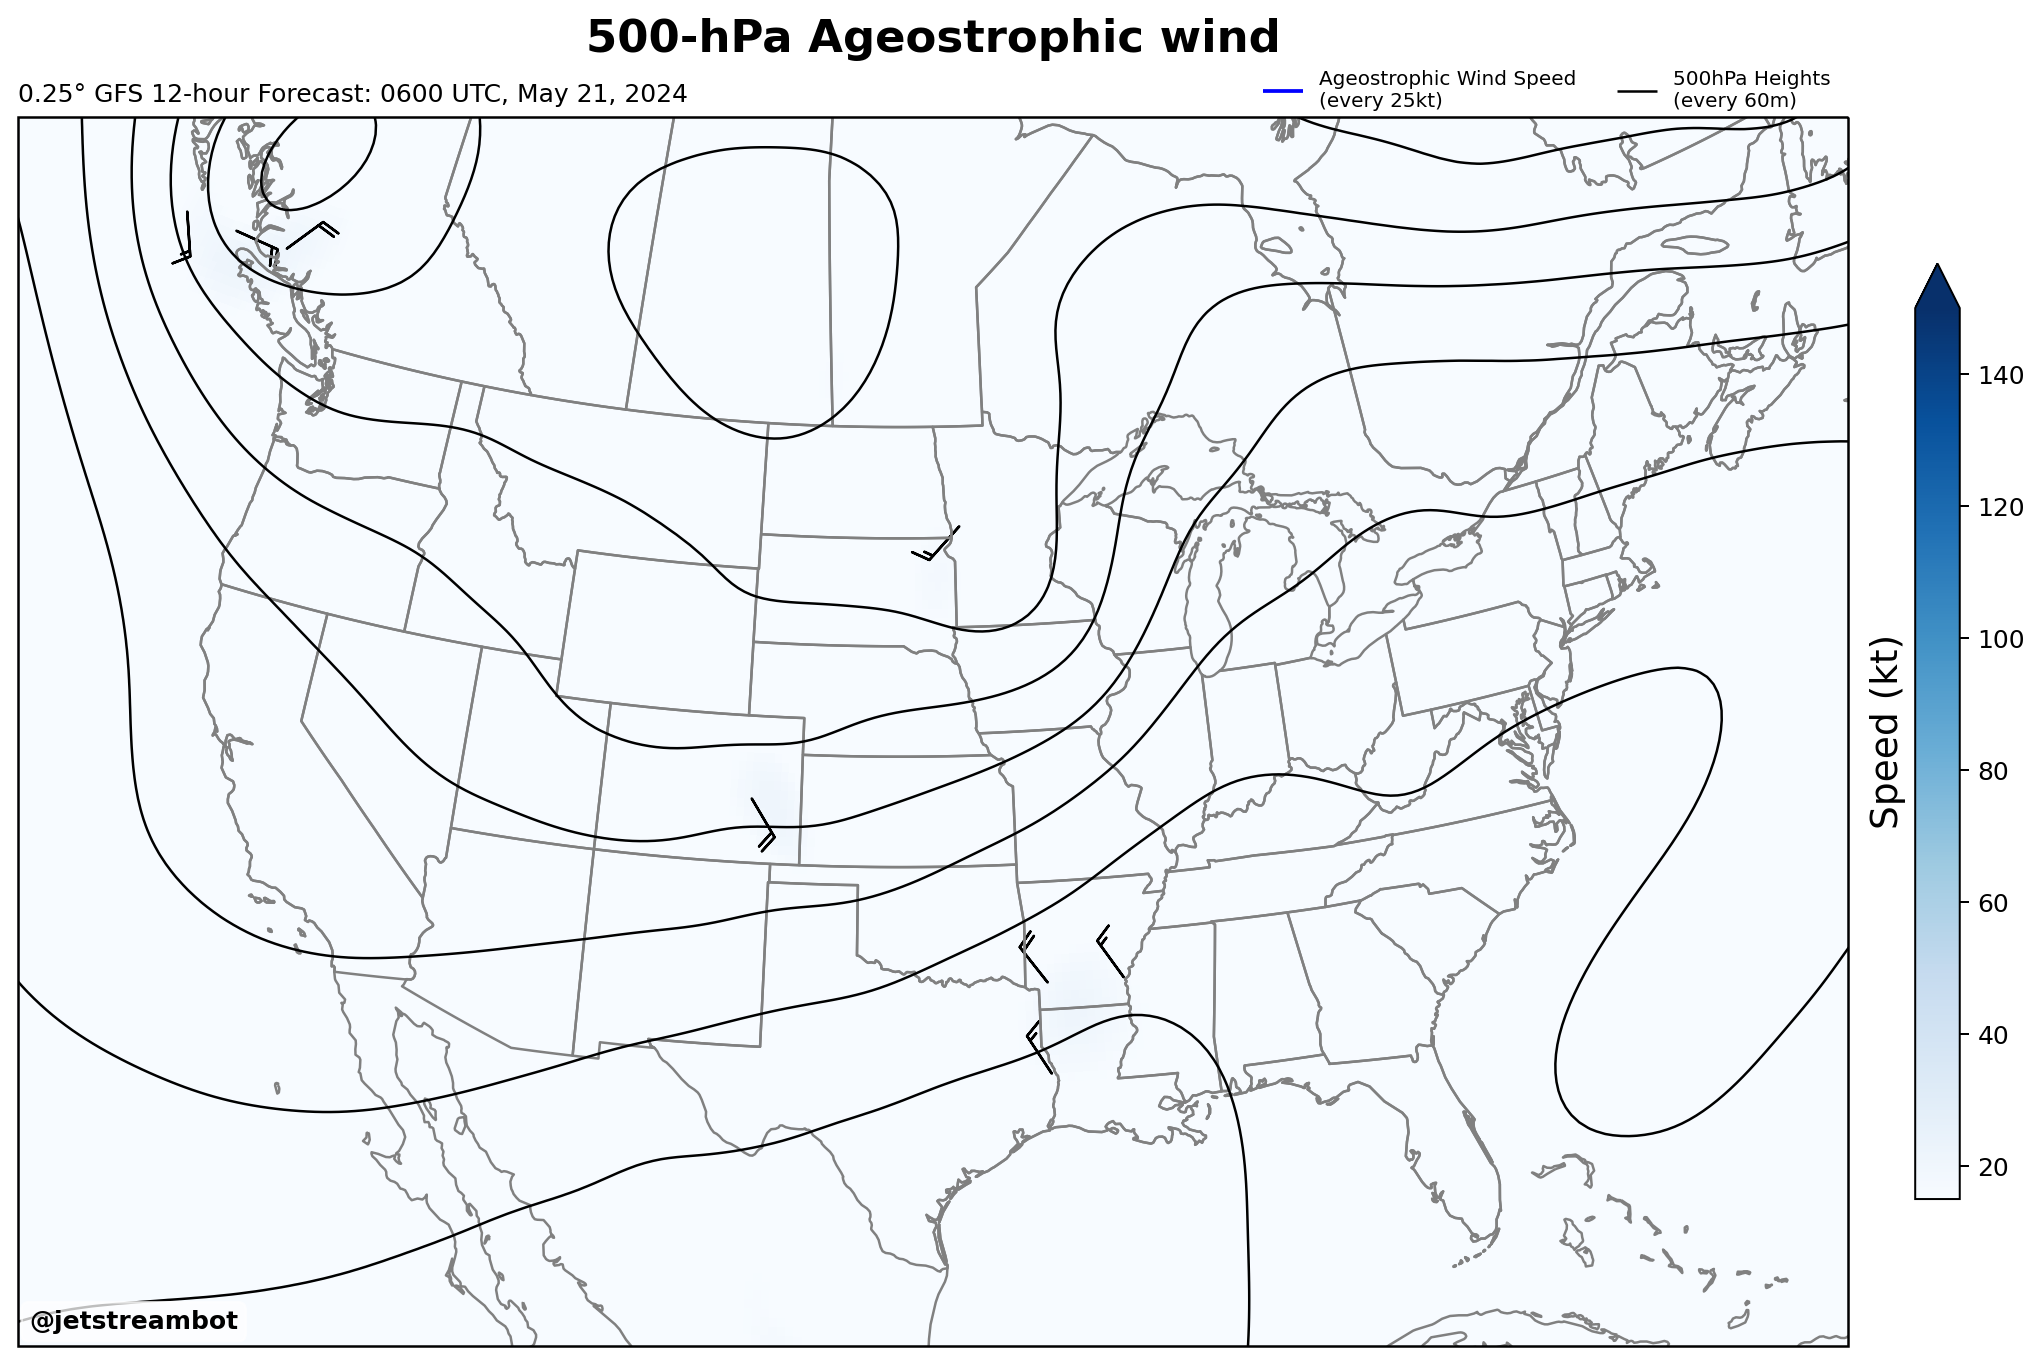 500-hPa Ageostrophic wind
0.25° GFS 12-hour Forecast: 0600 UTC, May 21, 2024
Ageostrophic Wind Speed
(every 25kt)
500hPa Heights
(every 60m)
140
120
100
80
60
40
20
Speed (kt)
@jetstreambot